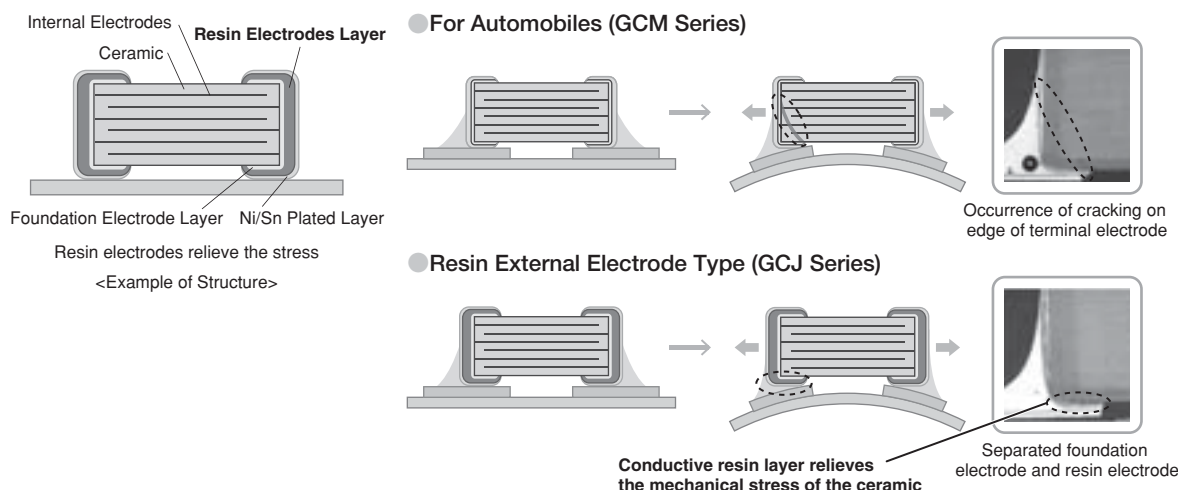 Internal Electrodes
Resin Electrodes Layer
Ceramic
Foundation Electrode Layer
Ni/Sn Plated Layer
Resin electrodes relieve the stress
<Example of Structure>
For Automobiles (GCM Series)
Occurrence of cracking on
edge of terminal electrode
Resin External Electrode Type (GCJ Series)
Conductive resin layer relieves
the mechanical stress of the ceramic
Separated foundation
electrode and resin electrode